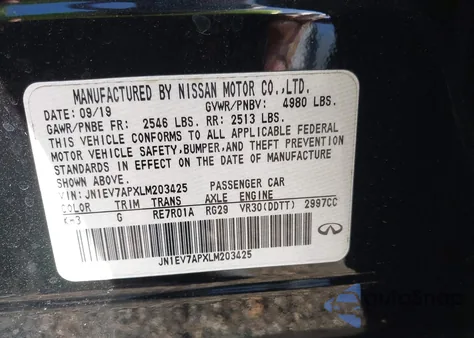 MANUFACTURED BY NISSAN MOTOR CO.,LTD.
DATE: 09/19 GVWR/PNBV: 4980 LBS.
GAWR/PNBE FR: 2546 LBS. RR: 2513 LBS.
THIS VEHICLE CONFORMS TO ALL APPLICABLE FEDERAL
MOTOR VEHICLE SAFETY,BUMPER,AND THEFT PREVENTION
STANDARDS IN EFFECT ON THE DATE OF MANUFACTURE
SHOWN ABOVE.
VIN: JN1EV7APXLM203425 PASSENGER CAR
COLOR TRIM TRANS AXLE ENGINE
KH3 G RE7R01A RG29 VR30(DDTT) 2997CC
JN1EV7APXLM203425